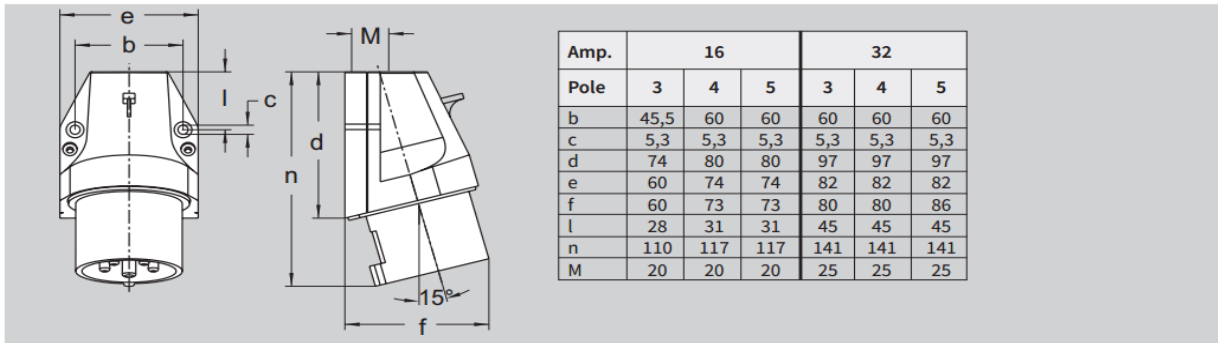 e
b
l
c
M
d
n
15°
f
Amp. 16 32
Pole 3 4 5 3 4 5
b 45,5 60 60 60 60 60
c 5,3 5,3 5,3 5,3 5,3 5,3
d 74 80 80 97 97 97
e 60 74 74 82 82 82
f 60 73 73 80 80 86
l 28 31 31 45 45 45
n 110 117 117 141 141 141
M 20 20 20 25 25 25